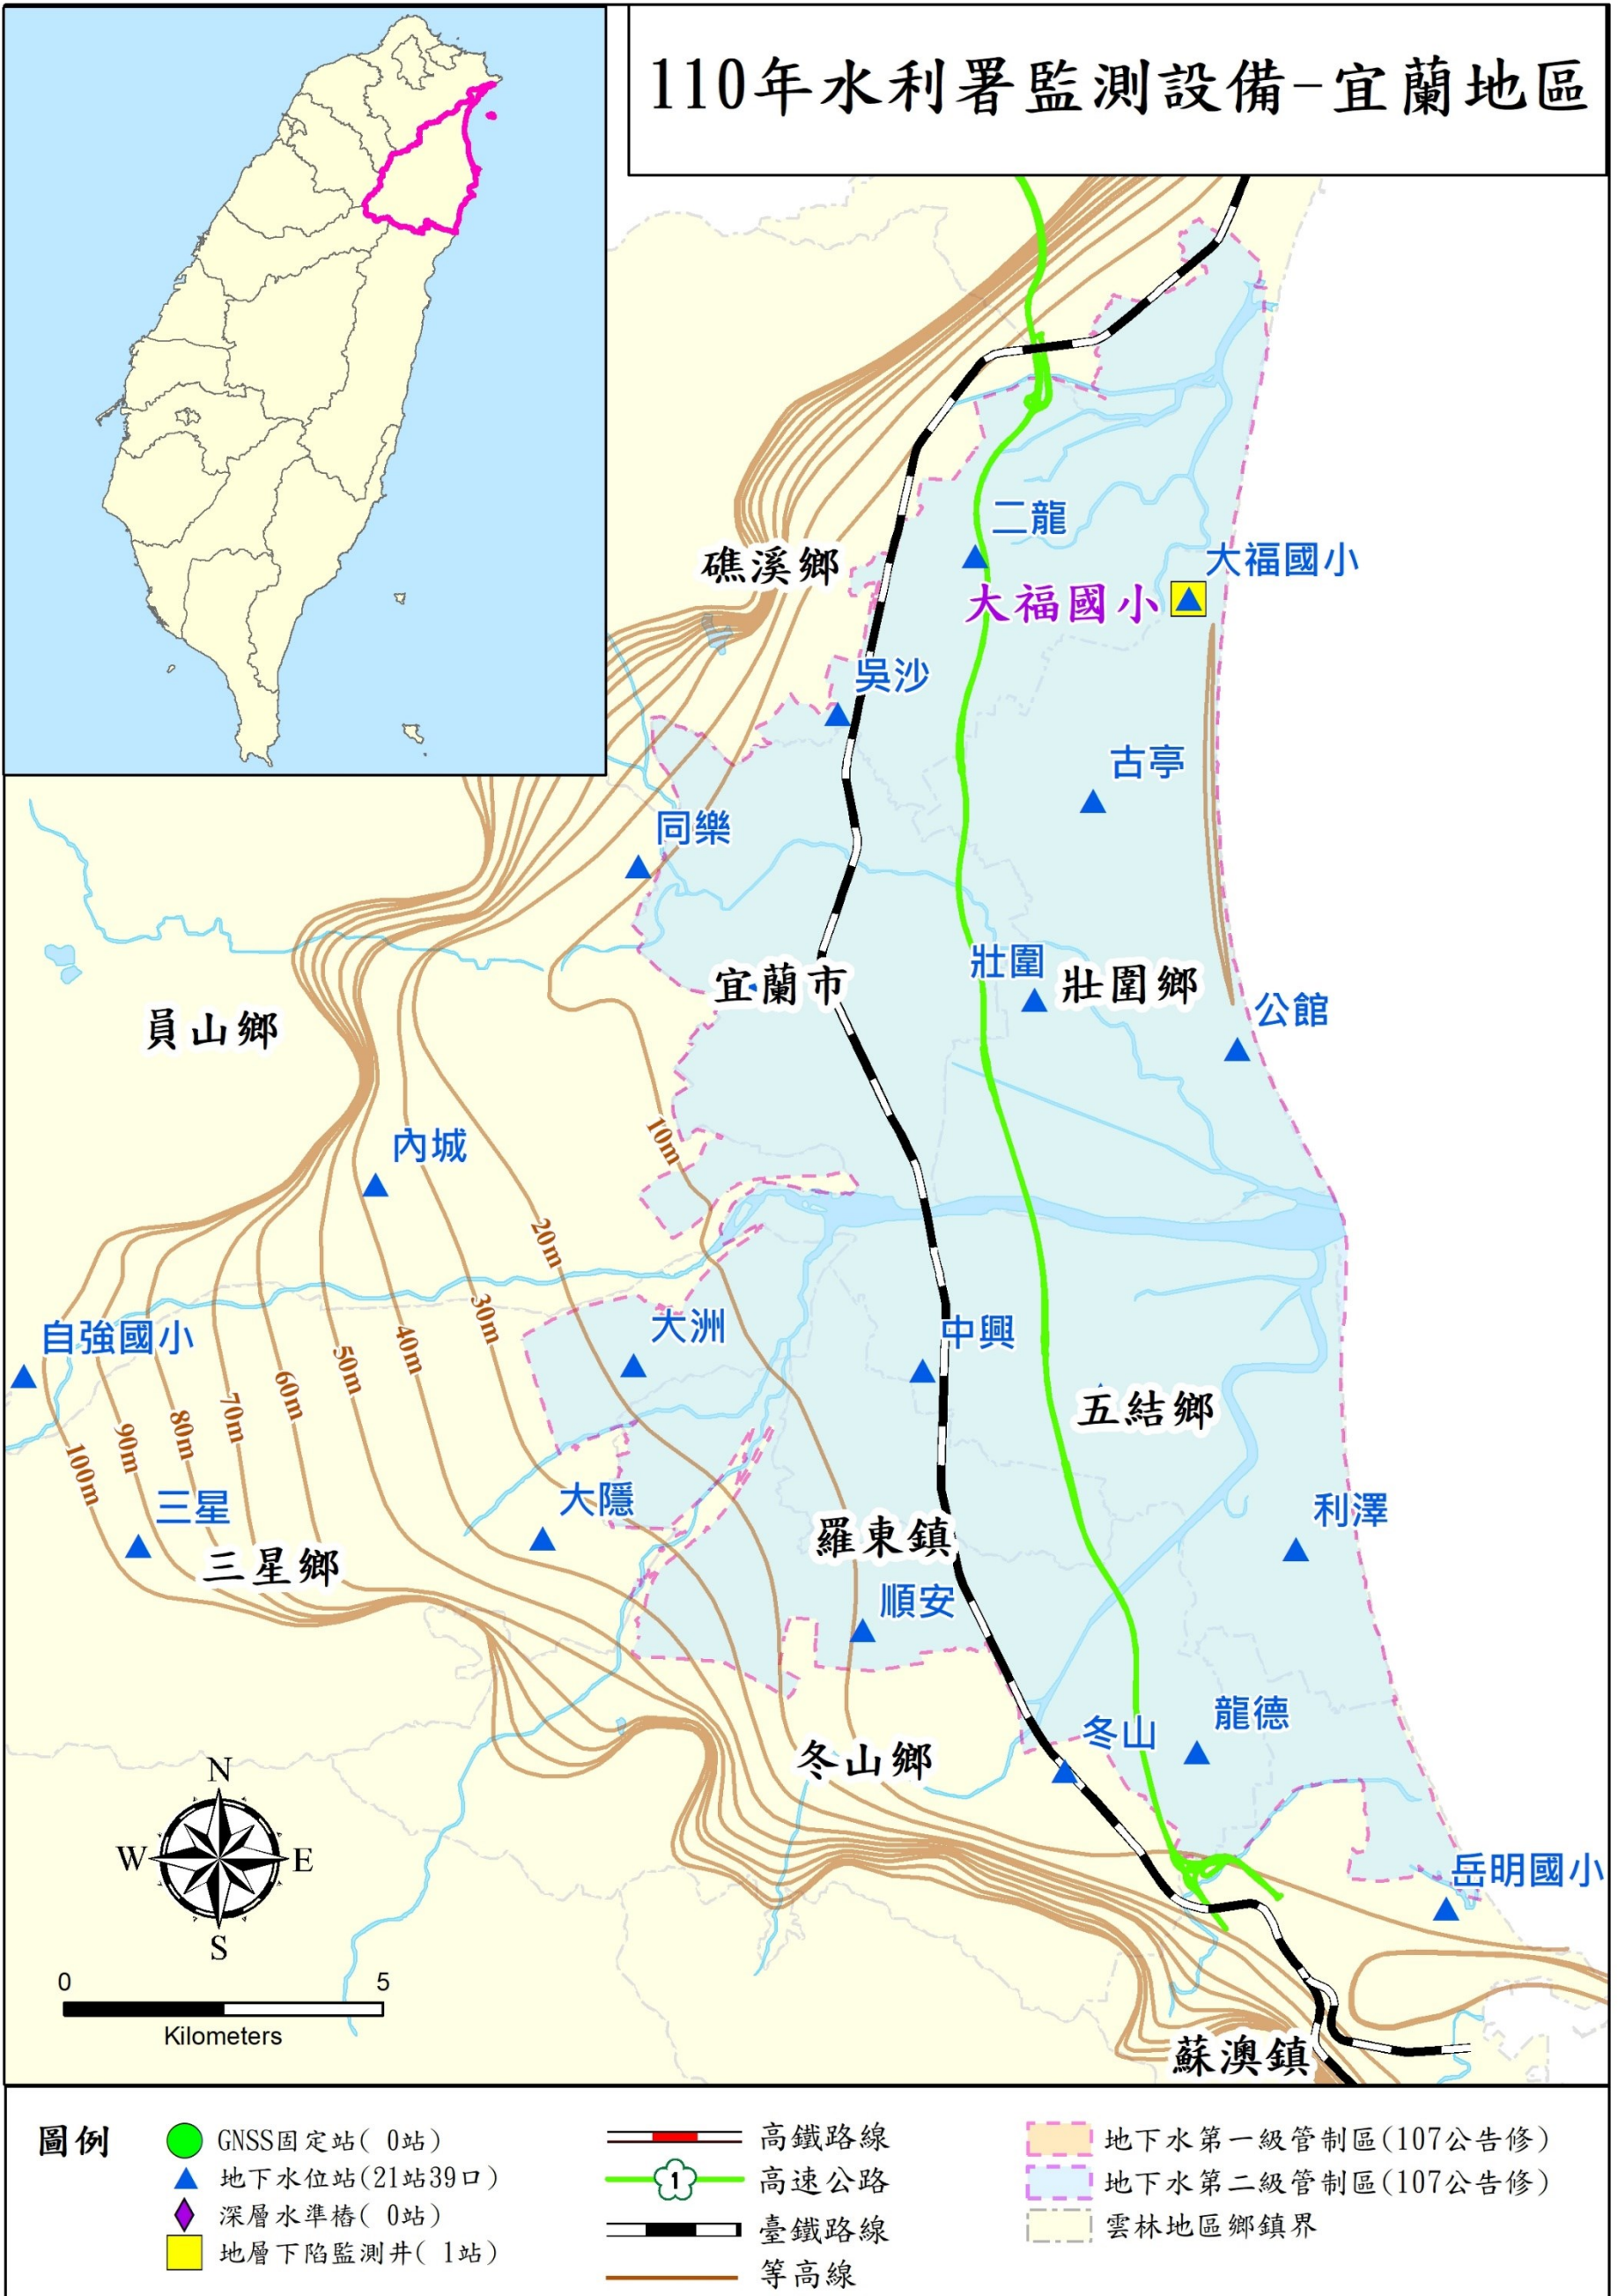 110年水利署監測設備-宜蘭地區
二龍
大福國小
礁溪鄉
大福國小
吳沙
古亭
同樂
壯圍
宜蘭市
壯圍鄉
公館
員山鄉
內城
10m
20m
30m
大洲
中興
自強國小
40m
50m
60m
70m
80m
90m
100m
五結鄉
大隱
三星
利澤
羅東鎮
三星鄉
順安
龍德
冬山
冬山鄉
N
W
E
S
岳明國小
0 5
Kilometers
蘇澳鎮
圖例
GNSS固定站( 0站)
地下水位站(21站39口)
深層水準樁( 0站)
地層下陷監測井( 1站)
高鐵路線
1
高速公路
臺鐵路線
等高線
地下水第一級管制區(107公告修)
地下水第二級管制區(107公告修)
雲林地區鄉鎮界